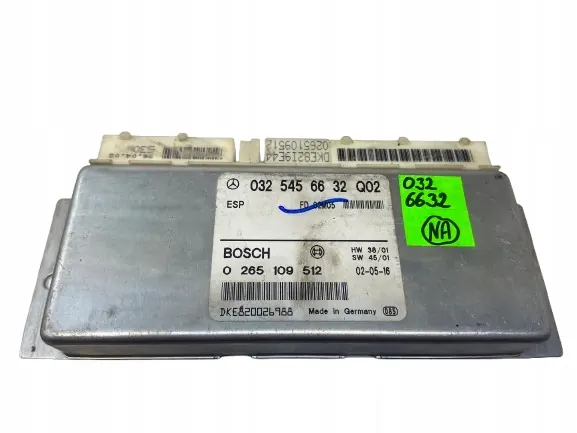 DKE82I9E44
0265109512
032 545 66 32 Q02
ESP
BOSCH
HW 38/01
SW 45/01
0 265 109 512
02-05-16
DKE820026988
Made in Germany
032
6632
NA